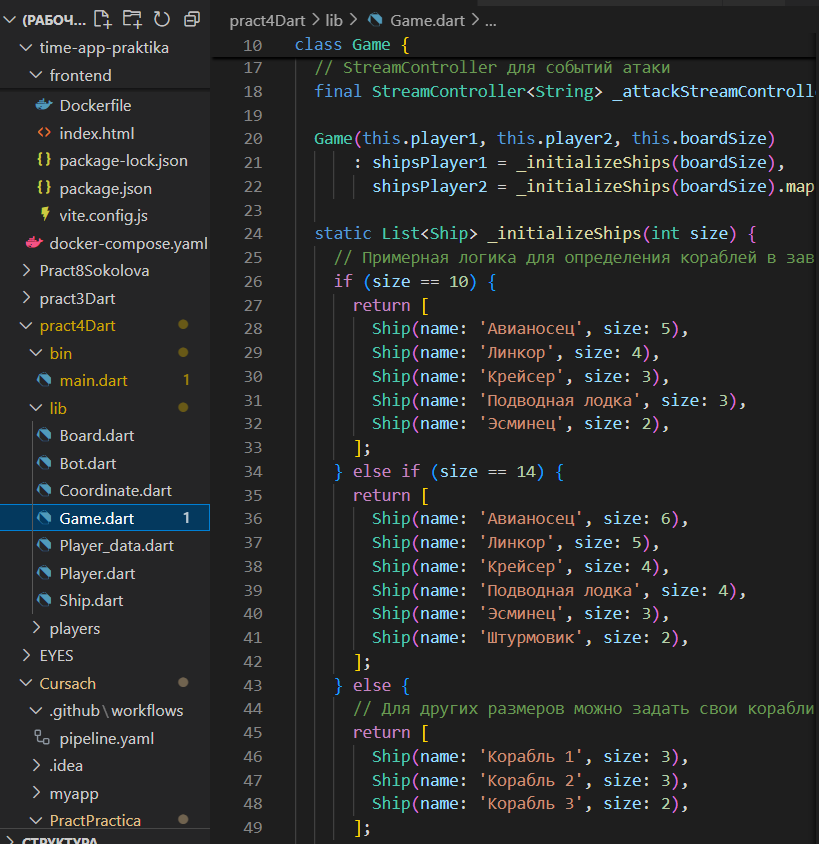 (РАБОЧ...
time-app-praktika
frontend
Dockerfile
index.html
package-lock.json
package.json
vite.config.js
docker-compose.yaml
Pract8Sokolova
pract3Dart
pract4Dart
bin
main.dart 1
lib
Board.dart
Bot.dart
Coordinate.dart
Game.dart 1
Player_data.dart
Player.dart
Ship.dart
players
EYES
Cursach
.github\workflows
pipeline.yaml
.idea
myapp
PractPractica
СТРУКТУРА
pract4Dart > lib > Game.dart > ...
10 class Game {
17 // StreamController для событий атаки
18 final StreamController<String> _attackStreamControll
19
20 Game(this.player1, this.player2, this.boardSize)
21 : shipsPlayer1 = _initializeShips(boardSize),
22 shipsPlayer2 = _initializeShips(boardSize).map
23
24 static List<Ship> _initializeShips(int size) {
25 // Примерная логика для определения кораблей в зав
26 if (size == 10) {
27 return [
28 Ship(name: 'Авианосец', size: 5),
29 Ship(name: 'Линкор', size: 4),
30 Ship(name: 'Крейсер', size: 3),
31 Ship(name: 'Подводная лодка', size: 3),
32 Ship(name: 'Эсминец', size: 2),
33 ];
34 } else if (size == 14) {
35 return [
36 Ship(name: 'Авианосец', size: 6),
37 Ship(name: 'Линкор', size: 5),
38 Ship(name: 'Крейсер', size: 4),
39 Ship(name: 'Подводная лодка', size: 4),
40 Ship(name: 'Эсминец', size: 3),
41 Ship(name: 'Штурмовик', size: 2),
42 ];
43 } else {
44 // Для других размеров можно задать свои корабли
45 return [
46 Ship(name: 'Корабль 1', size: 3),
47 Ship(name: 'Корабль 2', size: 3),
48 Ship(name: 'Корабль 3', size: 2),
49 ];